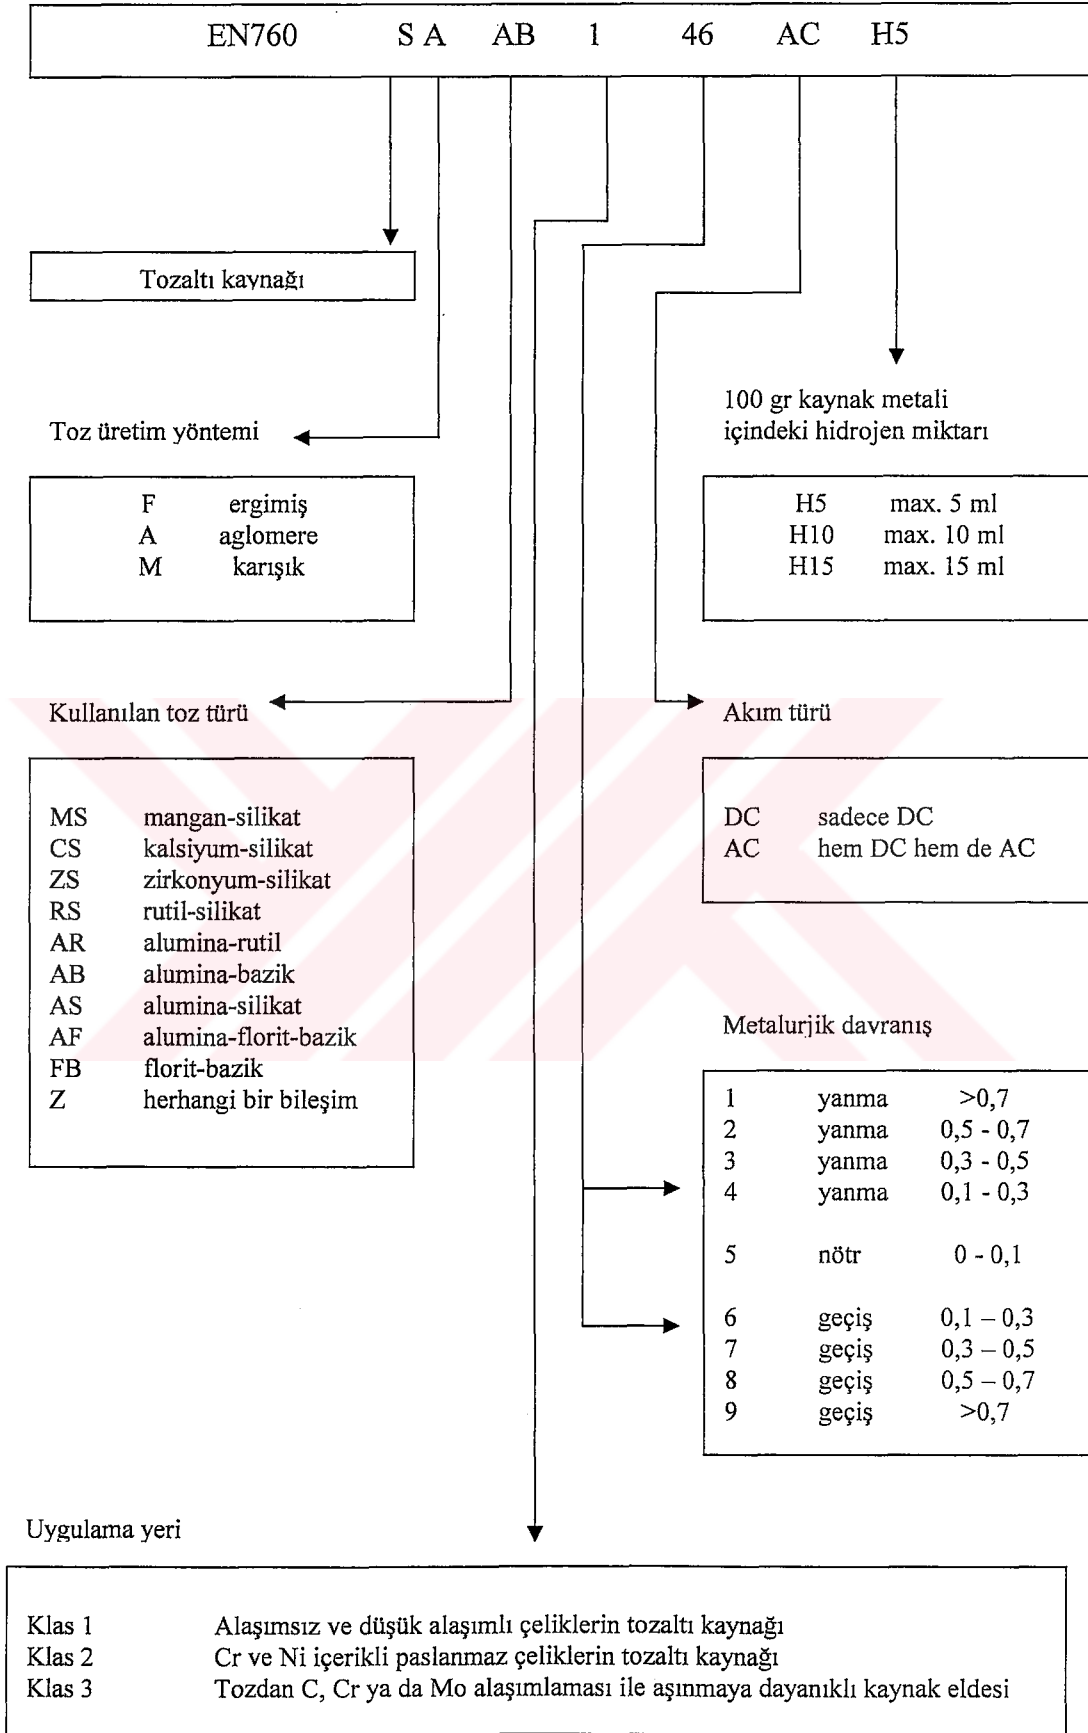 EN760 S A AB 1 46 AC H5
Tozaltı kaynağı
100 gr kaynak metali
içindeki hidrojen miktarı
Toz üretim yöntemi
F ergimiş
A aglomere
M karışık
H5 max. 5 ml
H10 max. 10 ml
H15 max. 15 ml
Kullanılan toz türü
Akım türü
MS mangan-silikat
CS kalsiyum-silikat
ZS zirkonyum-silikat
RS rutil-silikat
AR alumina-rutil
AB alumina-bazik
AS alumina-silikat
AF alumina-florit-bazik
FB florit-bazik
Z herhangi bir bileşim
DC sadece DC
AC hem DC hem de AC
Metalurjik davranış
1 yanma >0,7
2 yanma 0,5 - 0,7
3 yanma 0,3 - 0,5
4 yanma 0,1 - 0,3
5 nötr 0 - 0,1
6 geçiş 0,1 – 0,3
7 geçiş 0,3 – 0,5
8 geçiş 0,5 – 0,7
9 geçiş >0,7
Uygulama yeri
Klas 1 Alaşımsız ve düşük alaşımlı çeliklerin tozaltı kaynağı
Klas 2 Cr ve Ni içerikli paslanmaz çeliklerin tozaltı kaynağı
Klas 3 Tozdan C, Cr ya da Mo alaşımlaması ile aşınmaya dayanıklı kaynak eldesi